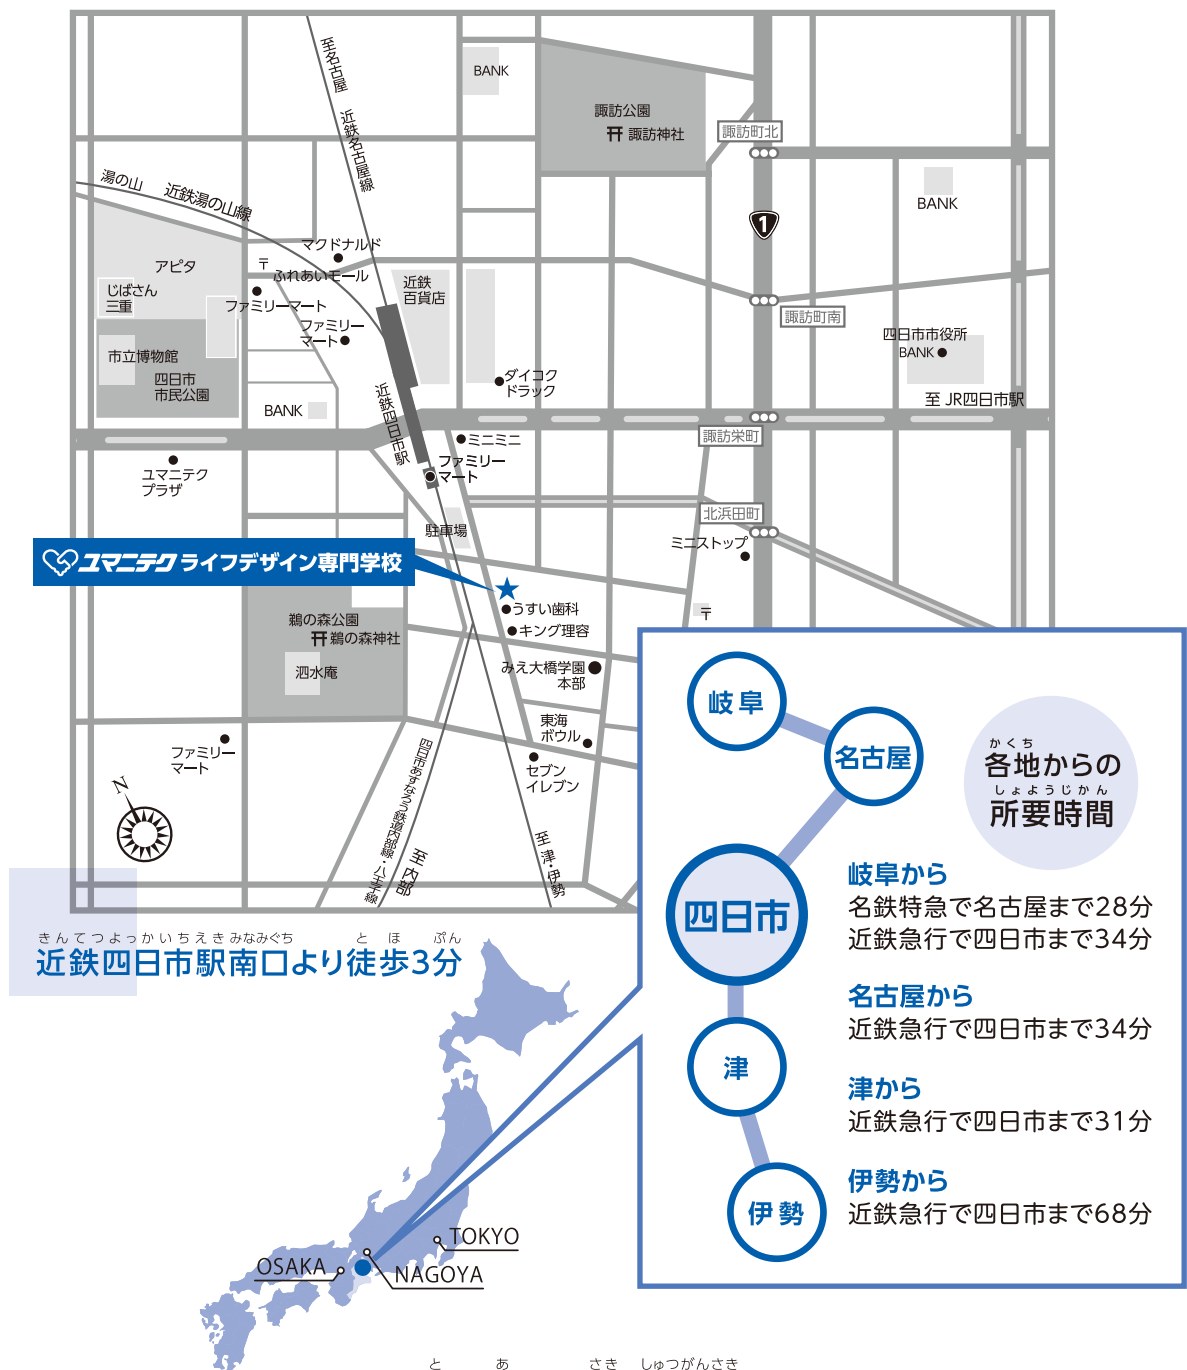 至名古屋
近鉄名古屋線
BANK
諏訪公園
諏訪神社
諏訪町北
湯の山
近鉄湯の山線
BANK
1
マクドナルド
〒
ふれあいモール
アピタ
じばさん
三重
ファミリーマート
ファミリー
マート
近鉄
百貨店
諏訪町南
四日市市役所
BANK
市立博物館
四日市
市民公園
BANK
近鉄四日市駅
ダイコク
ドラック
至 JR四日市駅
ミニミニ
諏訪栄町
ファミリー
マート
ユマニテク
プラザ
駐車場
北浜田町
ミニストップ
ユマニテク ライフデザイン専門学校
うすい歯科
キング理容
〒
鵜の森公園
鵜の森神社
泗水庵
みえ大橋学園
本部
東海
ボウル
セブン
イレブン
ファミリー
マート
N
四日市あすなろう鉄道内部線・八王子線
至 内部
至 津・伊勢
きんてつよっかいちえきみなみぐち と ほ ぷん
近鉄四日市駅南口より徒歩3分
岐阜
名古屋
四日市
津
伊勢
かくち
各地からの
しょようじかん
所要時間
岐阜から
名鉄特急で名古屋まで28分
近鉄急行で四日市まで34分
名古屋から
近鉄急行で四日市まで34分
津から
近鉄急行で四日市まで31分
伊勢から
近鉄急行で四日市まで68分
TOKYO
OSAKA
NAGOYA
と あ さき しゅつがんさき